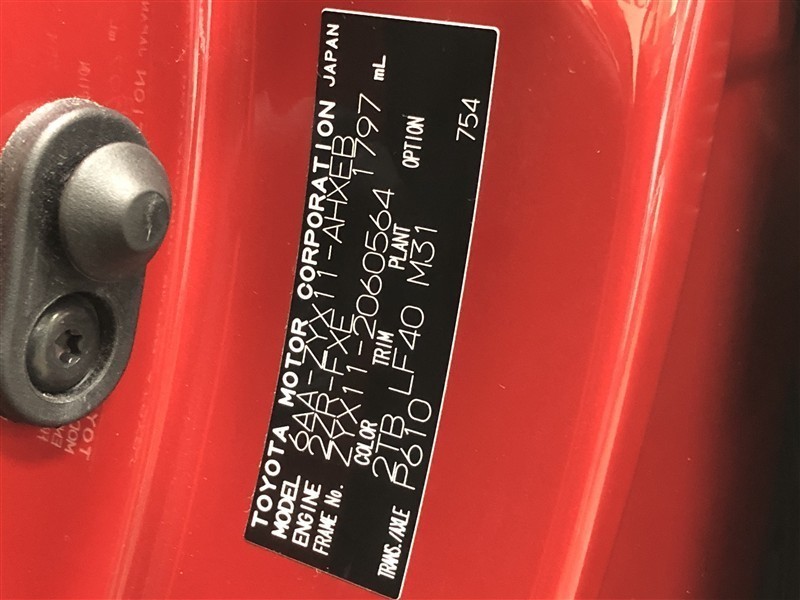 TOYOTA MOTOR CORPORATION JAPAN
MODEL 6AA-ZYX11-AHXEB
ENGINE 2ZR-FXE 1797 mL
FRAME No. ZYX11-2060564
COLOR TRIM PLANT OPTION
2TB LF40 M31
TRANS./AXLE P610 754